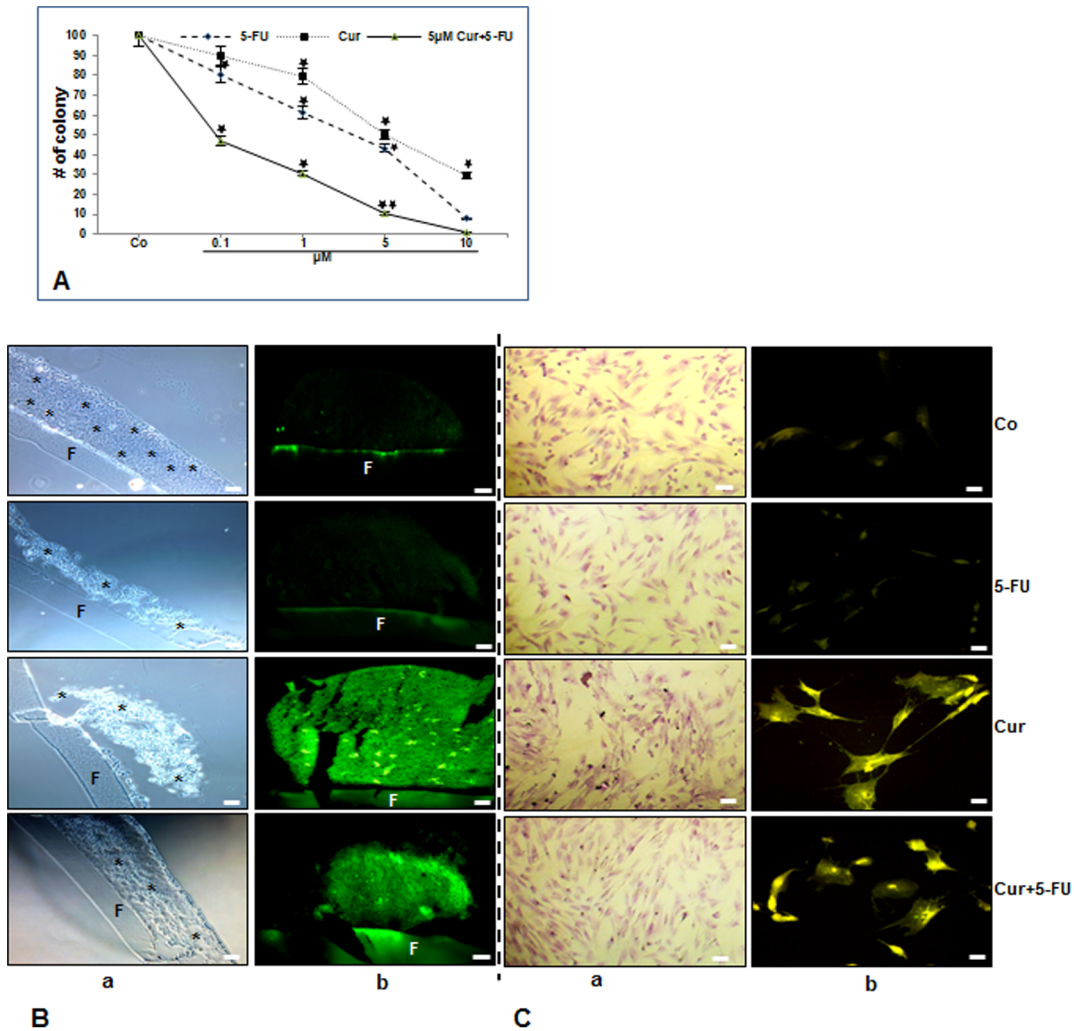 5-FU Cur 5µM Cur+5-FU
100
90
80
70
60
50
40
30
20
10
0
# of colony
Co 0.1 1 5 10
µM
A
F
F
Co
F
F
5-FU
F
F
Cur
F
F
Cur+5-FU
a b a b
B C